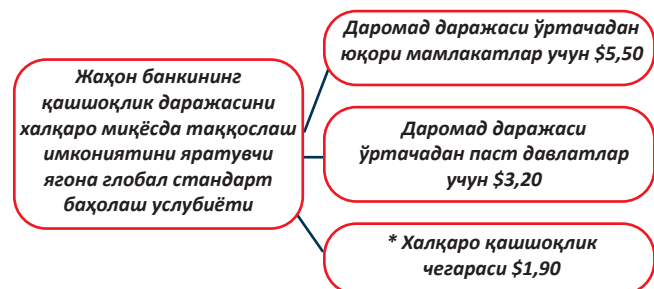 Жаҳон банкининг
қашшоқлик даражасини
халқаро миқёсда таққослаш
имкониятини яратувчи
ягона глобал стандарт
баҳолаш услубиёти
Даромад даражаси ўртачадан
юқори мамлакатлар учун $5,50
Даромад даражаси
ўртачадан паст давлатлар
учун $3,20
* Халқаро қашшоқлик
чегараси $1,90